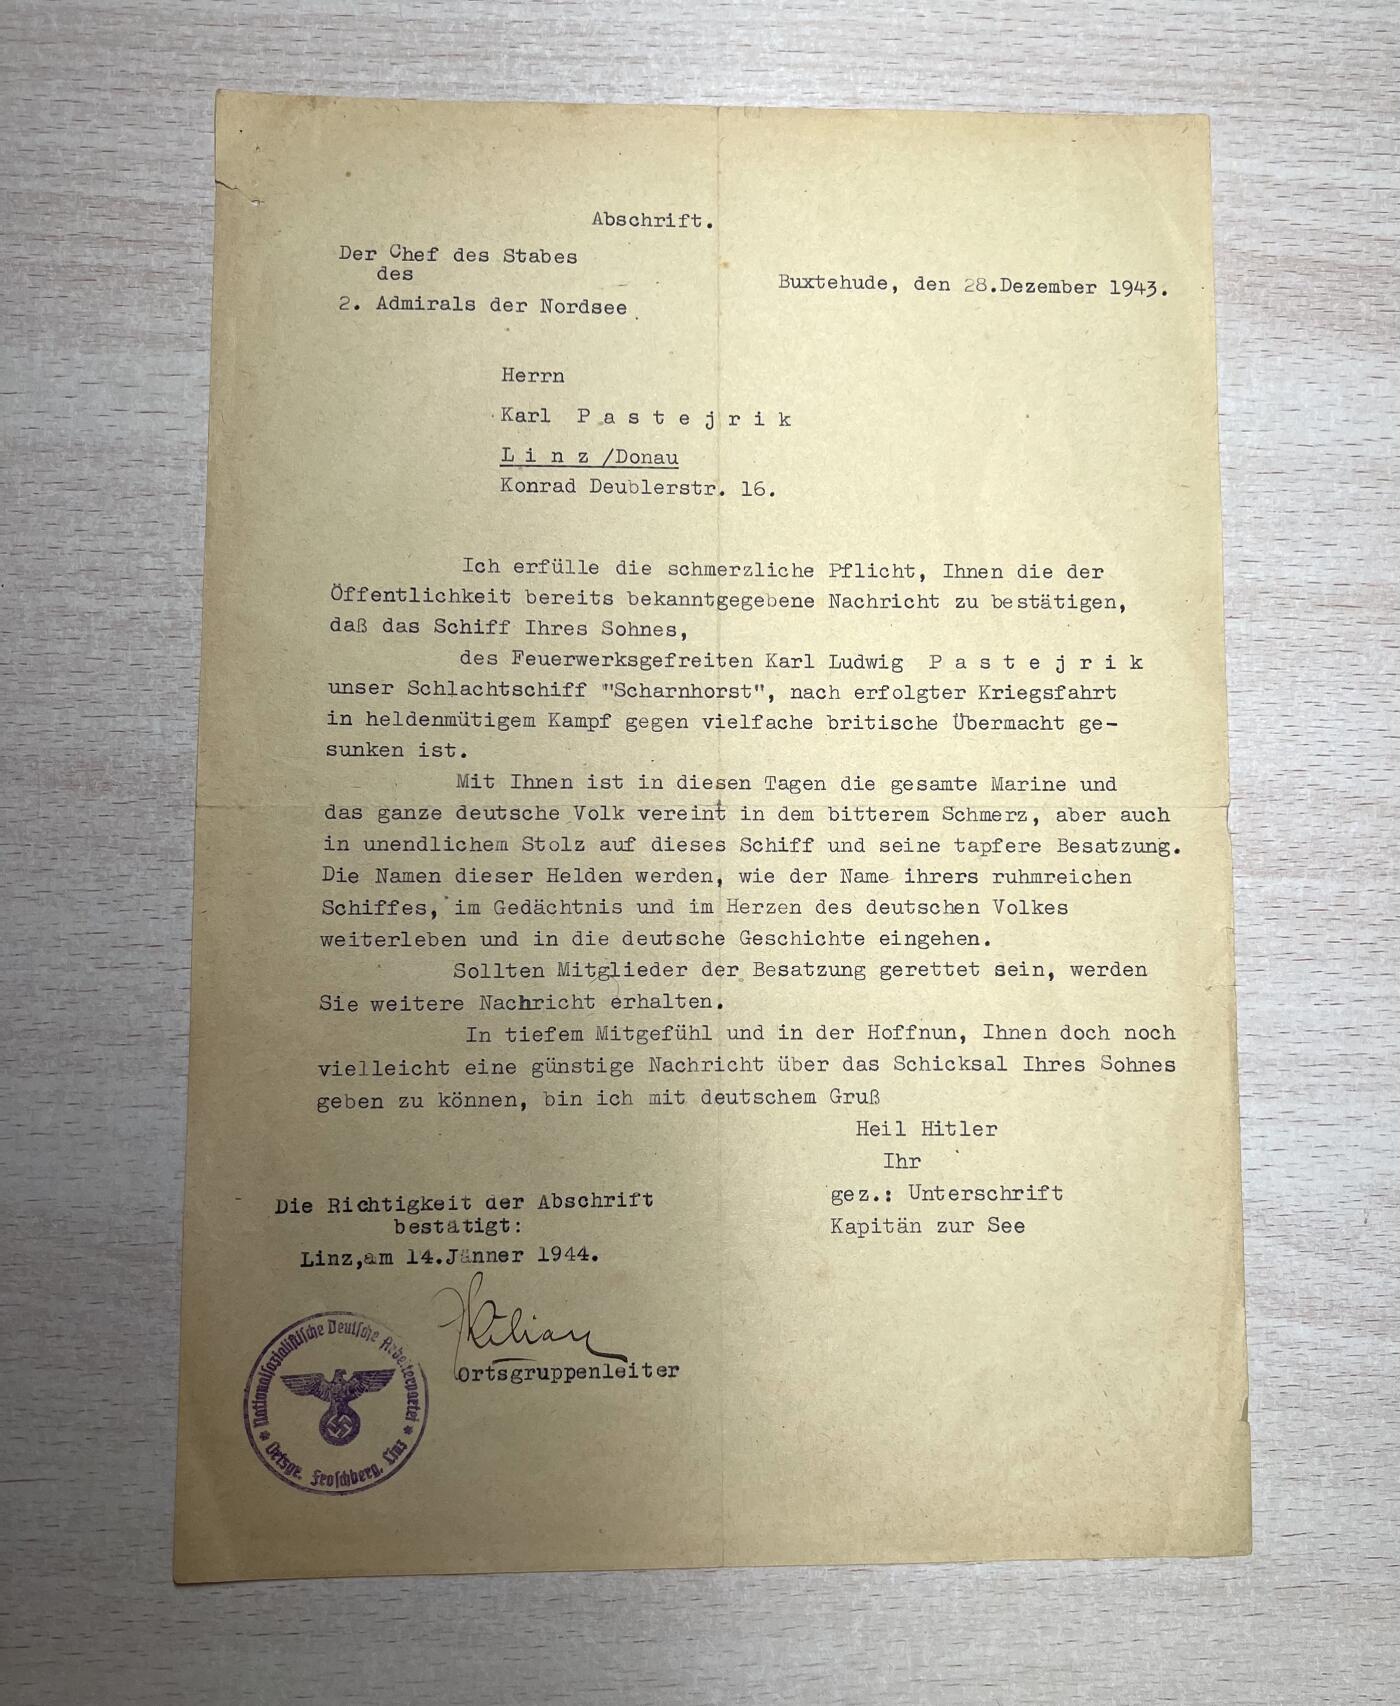 Abschrift.
Der Chef des Stabes
des
2. Admirals der Nordsee
Buxtehude, den 28.Dezember 1943.
Herrn
Karl P a s t e j r i k
L i n z /Donau
Konrad Deublerstr. 16.
Ich erfülle die schmerzliche Pflicht, Ihnen die der
Öffentlichkeit bereits bekanntgegebene Nachricht zu bestätigen,
daß das Schiff Ihres Sohnes,
des Feuerwerksgefreiten Karl Ludwig P a s t e j r i k
unser Schlachtschiff "Scharnhorst", nach erfolgter Kriegsfahrt
in heldenmütigem Kampf gegen vielfache britische Übermacht ge-
sunken ist.
Mit Ihnen ist in diesen Tagen die gesamte Marine und
das ganze deutsche Volk vereint in dem bitterem Schmerz, aber auch
in unendlichem Stolz auf dieses Schiff und seine tapfere Besatzung.
Die Namen dieser Helden werden, wie der Name ihrers ruhmreichen
Schiffes, im Gedächtnis und im Herzen des deutschen Volkes
weiterleben und in die deutsche Geschichte eingehen.
Sollten Mitglieder der Besatzung gerettet sein, werden
Sie weitere Nachricht erhalten.
In tiefem Mitgefühl und in der Hoffnun, Ihnen doch noch
vielleicht eine günstige Nachricht über das Schicksal Ihres Sohnes
geben zu können, bin ich mit deutschem Gruß
Heil Hitler
Ihr
gez.: Unterschrift
Kapitän zur See
Die Richtigkeit der Abschrift
bestätigt:
Linz,am 14.Jänner 1944.
Kilian
Ortsgruppenleiter
Nationalsozialistische Deutsche Arbeiterpartei
Ortsgr. Froschberg, Linz